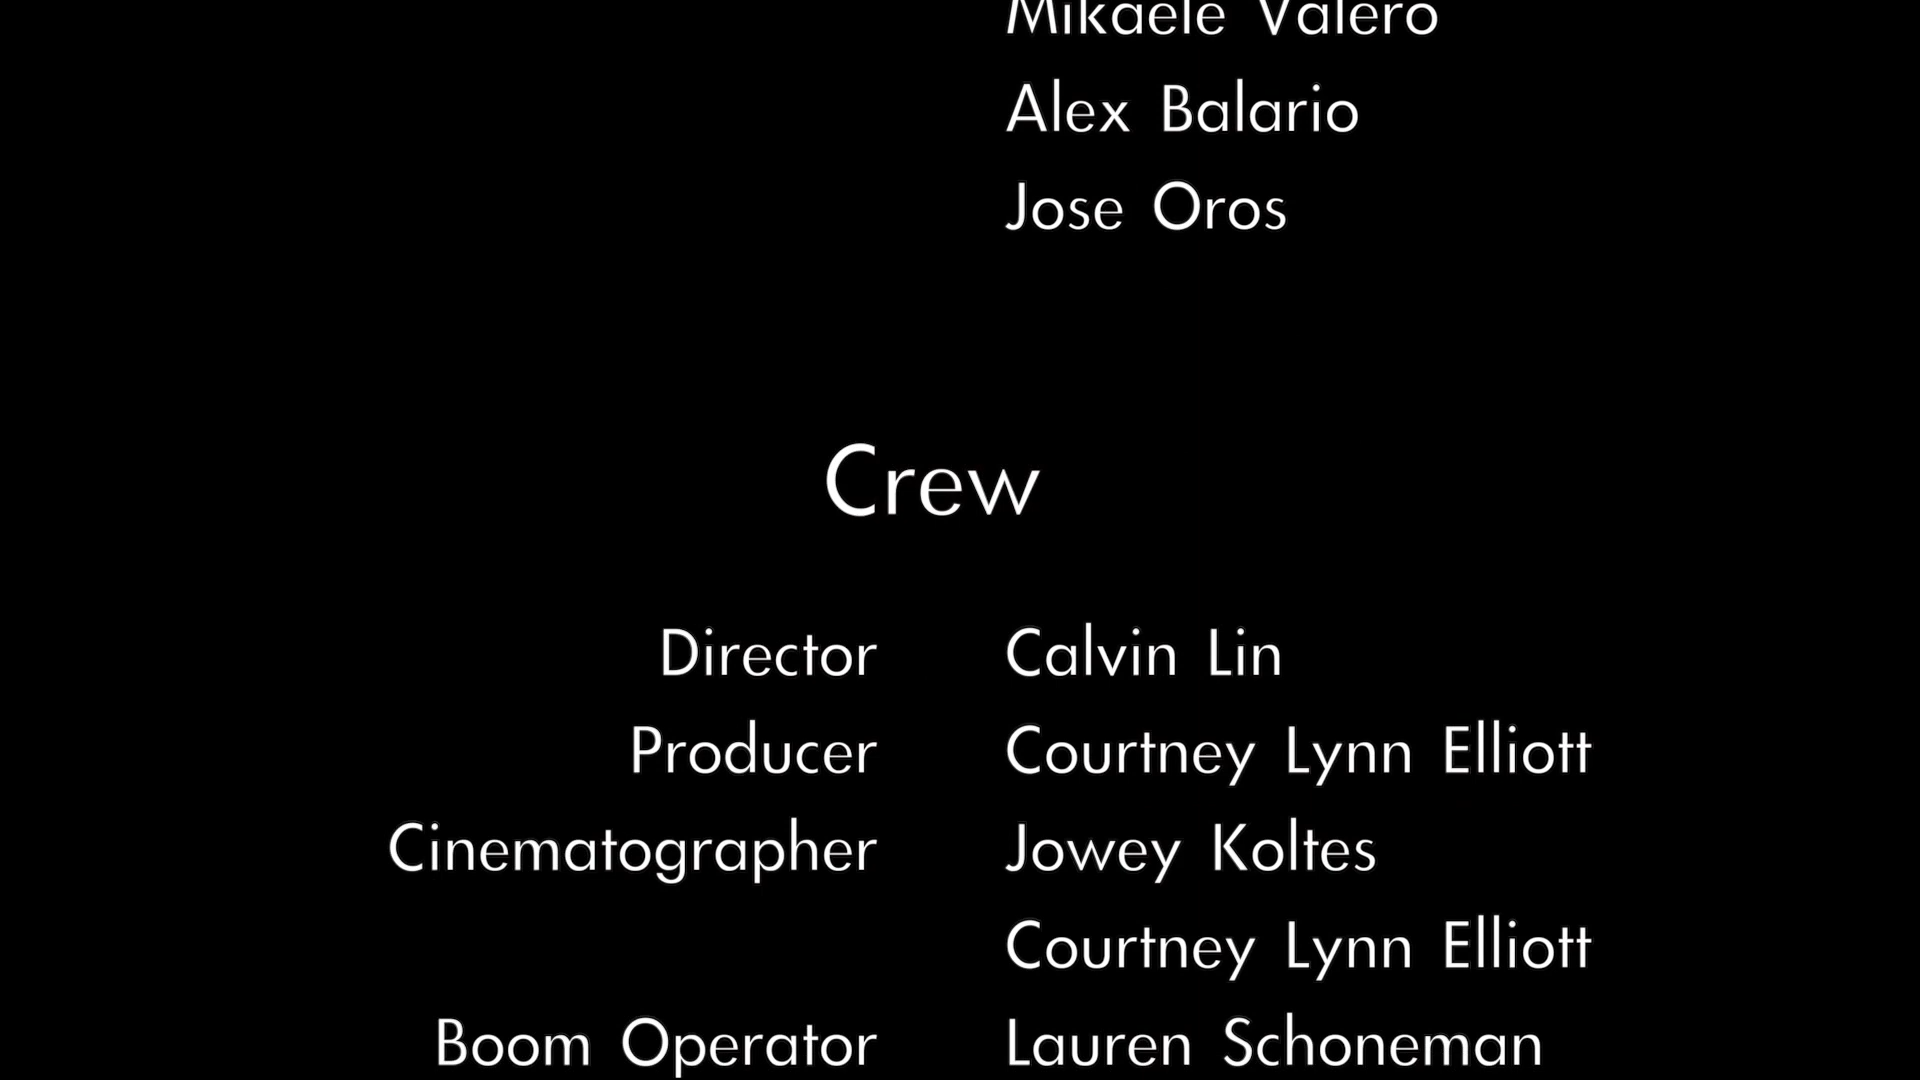 Mikaele Valero
Alex Balario
Jose Oros
Crew
Director Calvin Lin
Producer Courtney Lynn Elliott
Cinematographer Jowey Koltes
Courtney Lynn Elliott
Boom Operator Lauren Schoneman